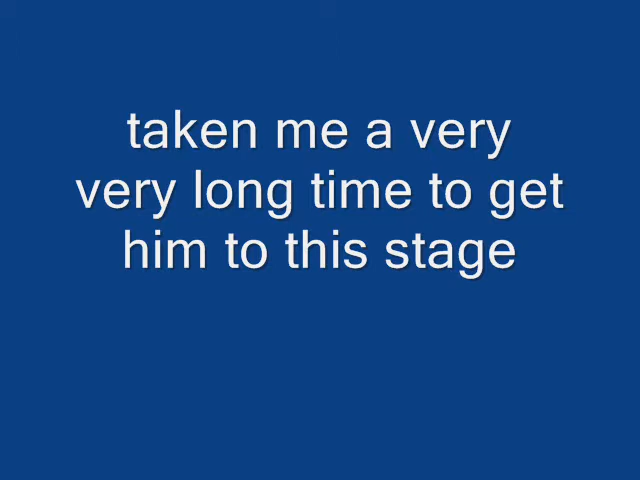 taken me a very
very long time to get
him to this stage